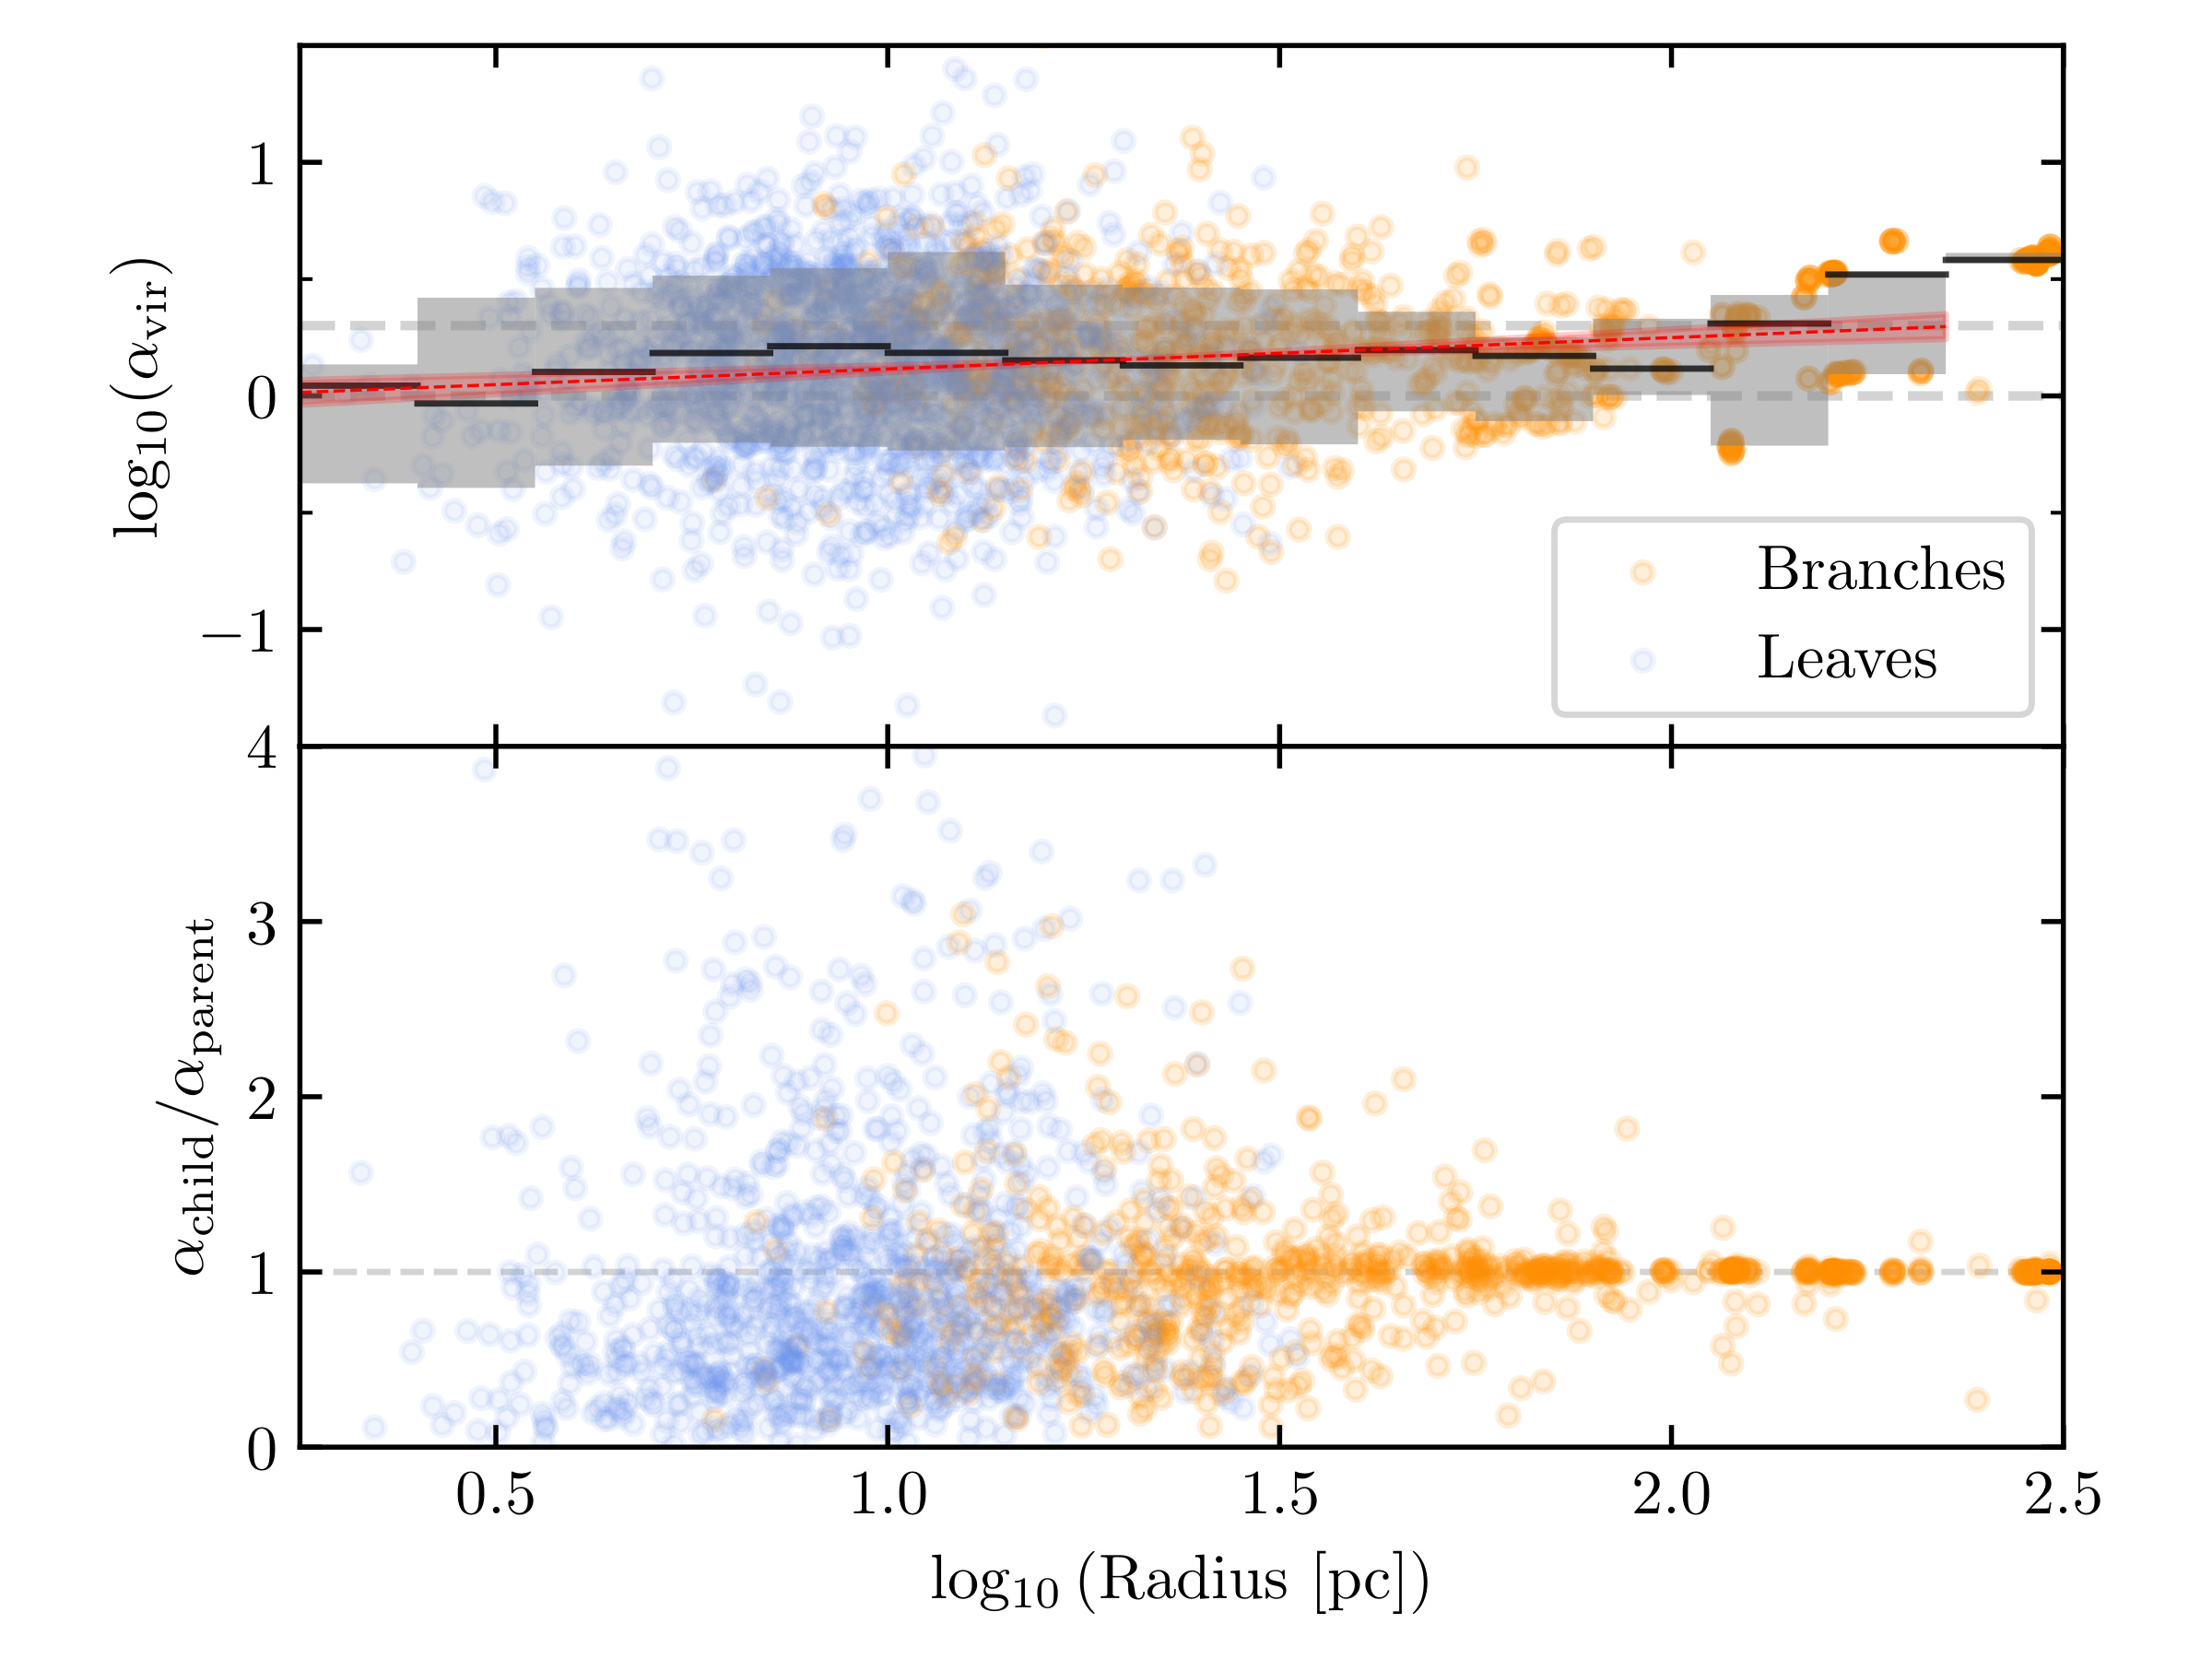 log10(αvir)
1
0
−1
Branches
Leaves
αchild/αparent
4
3
2
1
0
0.5 1.0 1.5 2.0 2.5
log10 (Radius [pc])